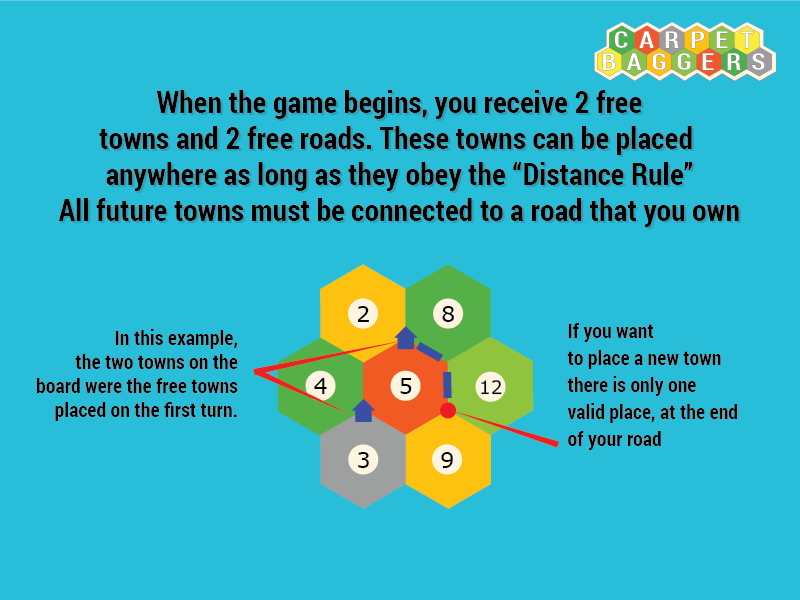 CARPET
BAGGERS
When the game begins, you receive 2 free
towns and 2 free roads. These towns can be placed
anywhere as long as they obey the “Distance Rule”
All future towns must be connected to a road that you own
In this example,
the two towns on the
board were the free towns
placed on the first turn.
2
8
4
5
12
3
9
If you want
to place a new town
there is only one
valid place, at the end
of your road